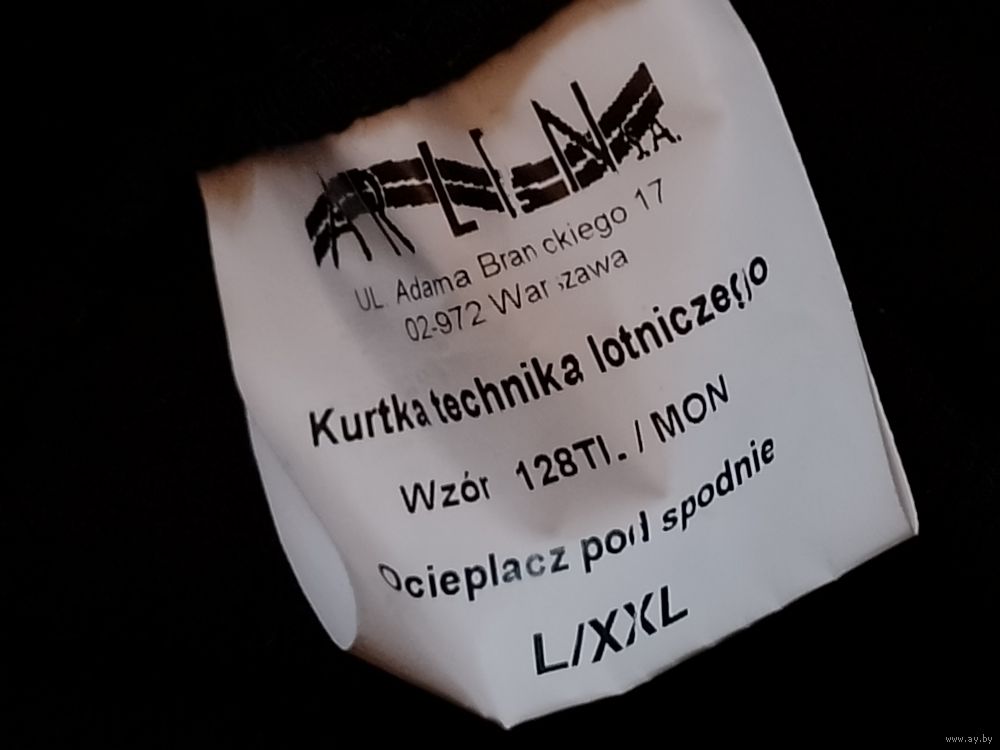 ARLEN S.A.
UL. Adama Branickiego 17
02-972 Warszawa
Kurtka technika lotniczego
Wzór 128Tl. / MON
Ocieplacz pod spodnie
L/XXL
www.ay.by